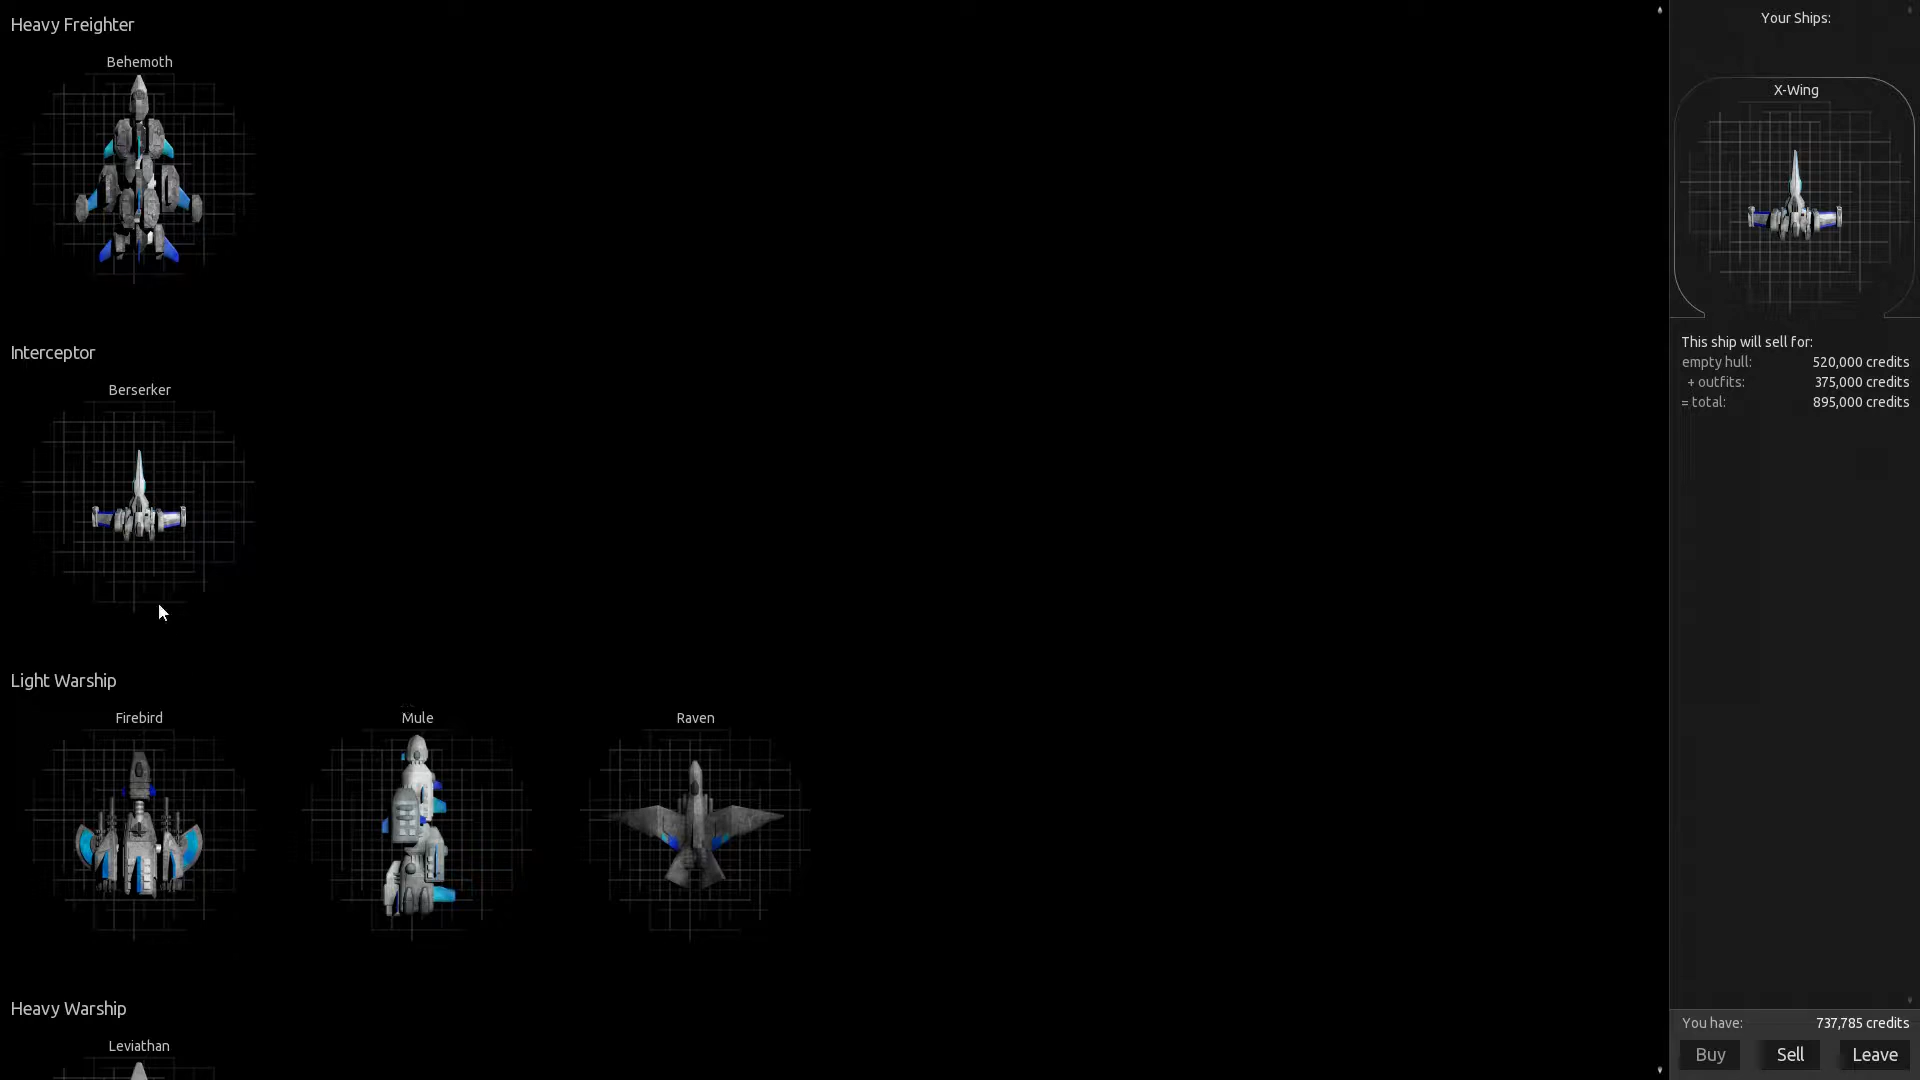 Heavy Freighter
Behemoth
Interceptor
Berserker
Light Warship
Firebird Mule Raven
Heavy Warship
Leviathan
Your Ships:
X-Wing
This ship will sell for:
empty hull: 520,000 credits
+ outfits: 375,000 credits
= total: 895,000 credits
You have: 737,785 credits
Buy Sell Leave